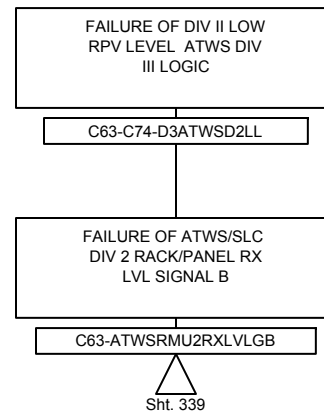 FAILURE OF DIV II LOW
RPV LEVEL ATWS DIV
III LOGIC
C63-C74-D3ATWSD2LL
FAILURE OF ATWS/SLC
DIV 2 RACK/PANEL RX
LVL SIGNAL B
C63-ATWSRMU2RXLVLGB
Sht. 339